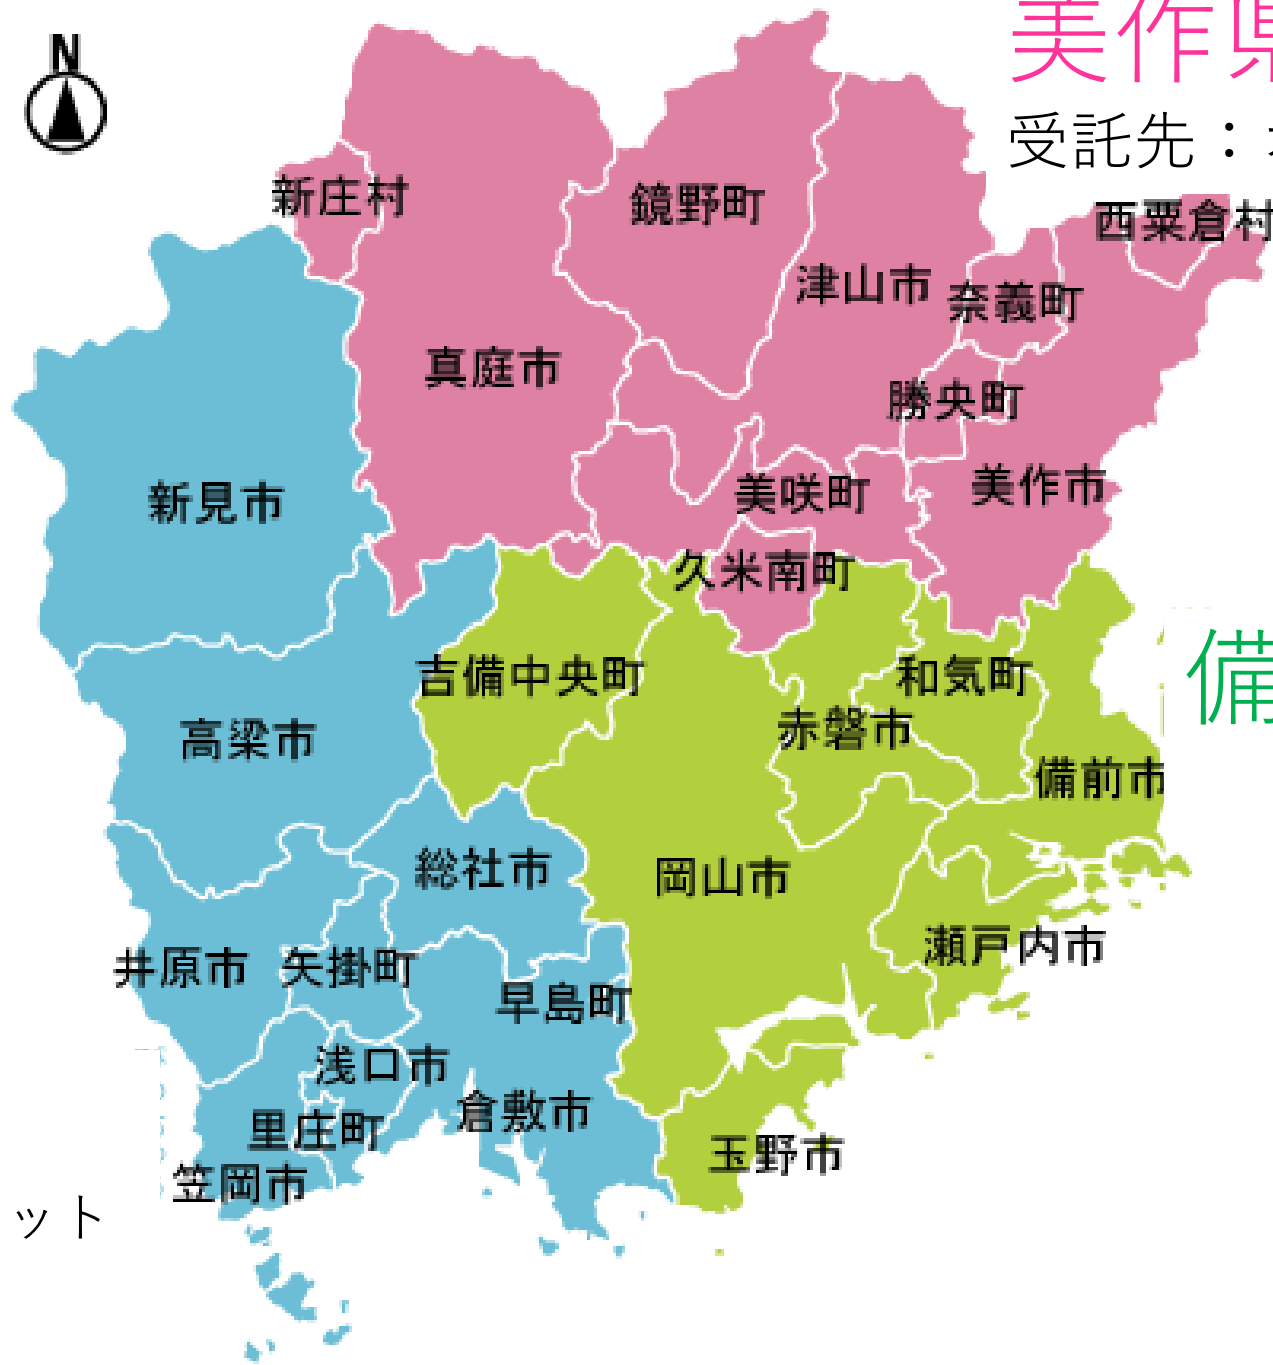 美作県
N
受託先：
新庄村
鏡野町
西粟倉村
津山市
奈義町
真庭市
勝央町
新見市
美咲町
美作市
久米南町
吉備中央町
和気町
備
高梁市
赤磐市
備前市
総社市
岡山市
井原市
矢掛町
瀬戸内市
早島町
浅口市
倉敷市
里庄町
玉野市
笠岡市
ット